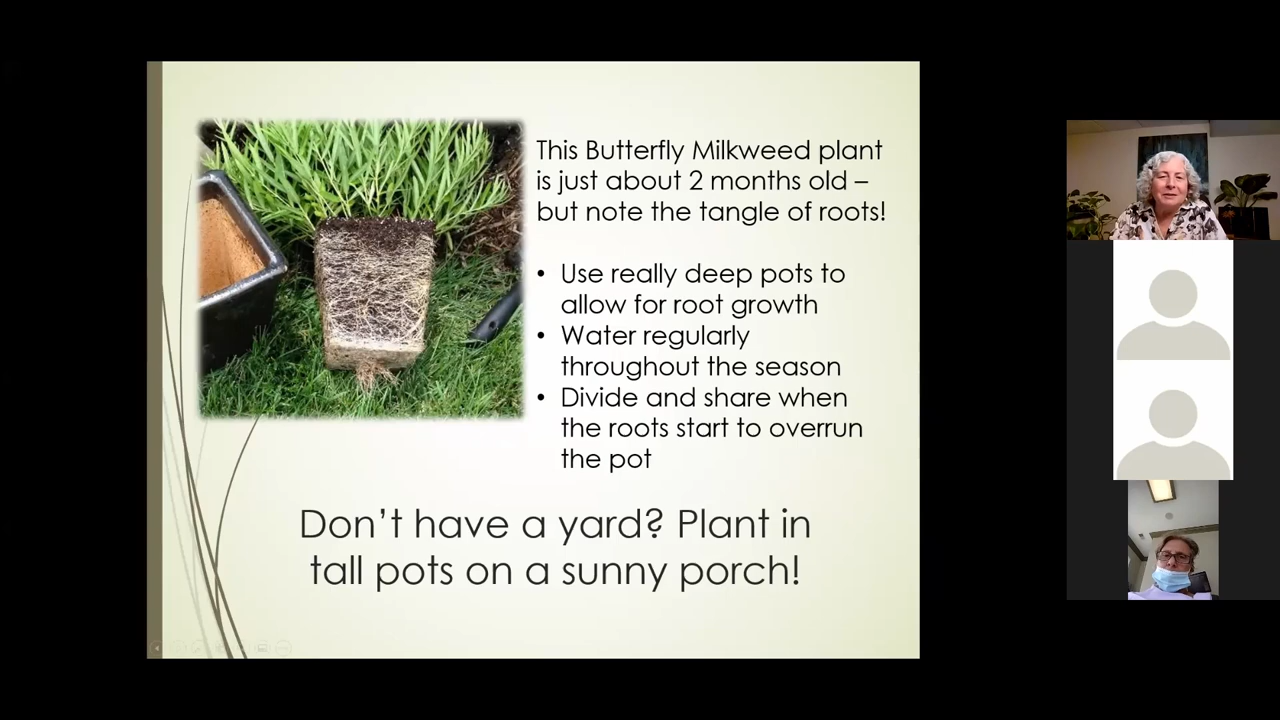 This Butterfly Milkweed plant
is just about 2 months old –
but note the tangle of roots!
• Use really deep pots to
allow for root growth
• Water regularly
throughout the season
• Divide and share when
the roots start to overrun
the pot
Don't have a yard? Plant in
tall pots on a sunny porch!